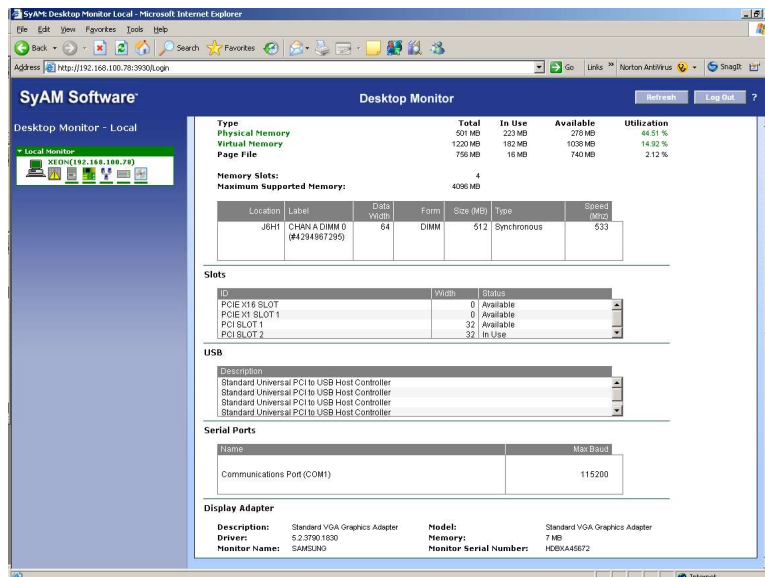 SyAM: Desktop Monitor Local - Microsoft Internet Explorer
File Edit View Favorites Tools Help
Back Search Favorites
Address http://192.168.100.78:3930/Login Go Links » Norton AntiVirus SnagIt
SyAM Software Desktop Monitor Refresh Log Out ?
Desktop Monitor - Local
Local Monitor
XEON(192.168.100.78)
Type Total In Use Available Utilization
Physical Memory 501 MB 223 MB 278 MB 44.51 %
Virtual Memory 1220 MB 182 MB 1038 MB 14.92 %
Page File 756 MB 16 MB 740 MB 2.12 %
Memory Slots: 4
Maximum Supported Memory: 4096 MB
Location Label Data Width Form Size (MB) Type Speed (Mhz)
J6H1 CHAN A DIMM 0 64 DIMM 512 Synchronous 533
(#4294967295)
Slots
ID Width Status
PCIE X16 SLOT 0 Available
PCIE X1 SLOT 1 0 Available
PCI SLOT 1 32 Available
PCI SLOT 2 32 In Use
USB
Description
Standard Universal PCI to USB Host Controller
Standard Universal PCI to USB Host Controller
Standard Universal PCI to USB Host Controller
Standard Universal PCI to USB Host Controller
Serial Ports
Name Max Baud
Communications Port (COM1) 115200
Display Adapter
Description: Standard VGA Graphics Adapter Model: Standard VGA Graphics Adapter
Driver: 5.2.3790.1830 Memory: 7 MB
Monitor Name: SAMSUNG Monitor Serial Number: HDBXA45672
Internet